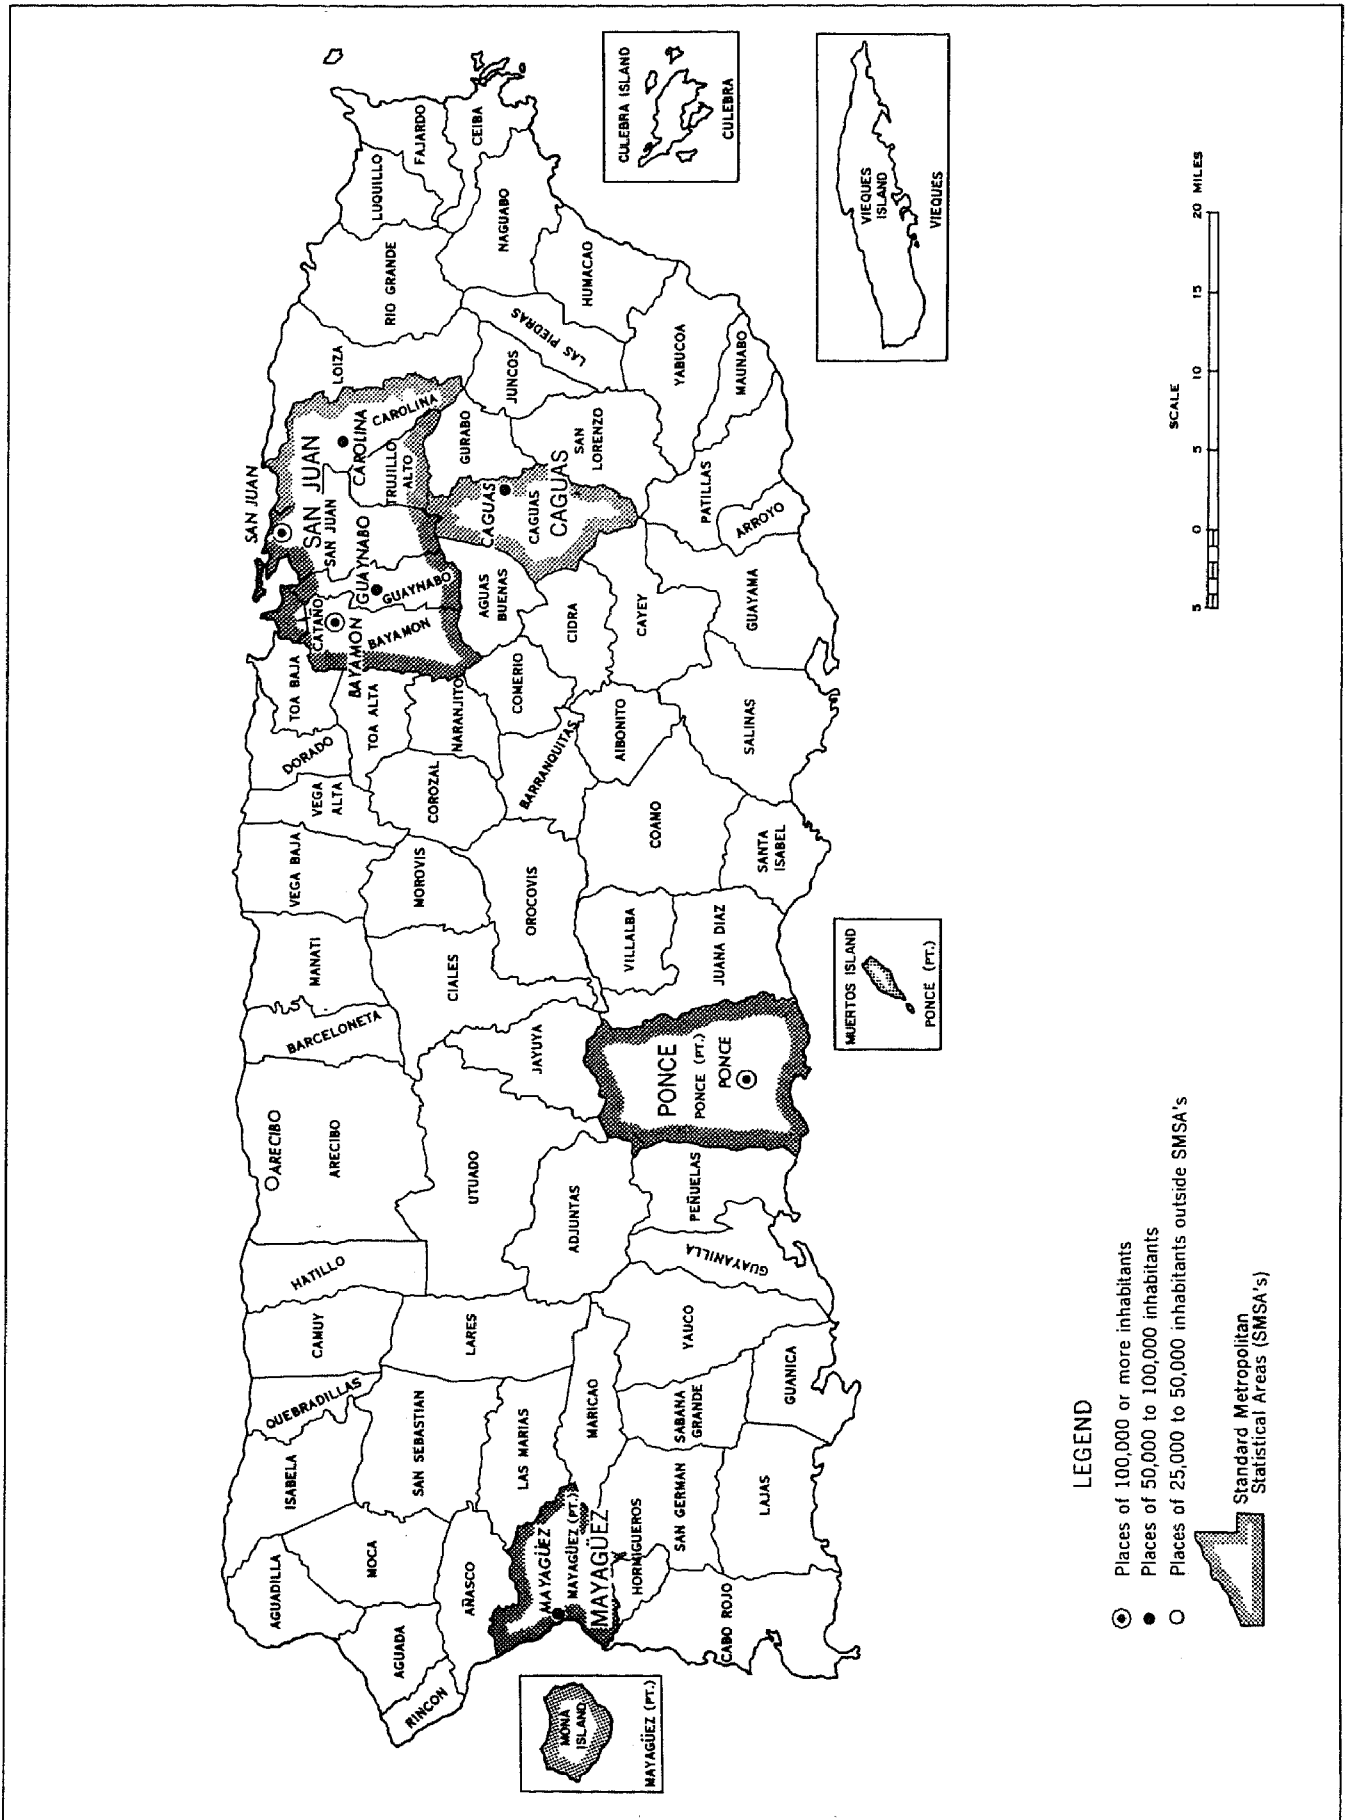 AGUADILLA
ISABELA
QUEBRADILLAS
CAMUY
HATILLO
ARECIBO
ARECIBO
BARCELONETA
MANATI
VEGA BAJA
VEGA
ALTA
DORADO
TOA BAJA
TOA ALTA
CATAÑO
BAYAMON
BAYAMON
GUAYNABO
GUAYNABO
SAN JUAN
SAN JUAN
SAN JUAN
TRUJILLO
ALTO
CAROLINA
CAROLINA
LOIZA
RIO GRANDE
LUQUILLO
FAJARDO
CEIBA
AGUADA
RINCON
MOCA
AÑASCO
SAN SEBASTIAN
LARES
UTUADO
JAYUYA
CIALES
MOROVIS
OROCOVIS
COROZAL
NARANJITO
BARRANQUITAS
COMERIO
AGUAS
BUENAS
CIDRA
CAGUAS
CAGUAS
CAGUAS
GURABO
SAN
LORENZO
JUNCOS
LAS PIEDRAS
NAGUABO
HUMACAO
MAYAGÜEZ
MAYAGÜEZ (PT.)
MAYAGÜEZ
LAS MARIAS
MARICAO
ADJUNTAS
HORMIGUEROS
CABO ROJO
SAN GERMAN
LAJAS
SABANA
GRANDE
GUANICA
YAUCO
GUAYANILLA
PEÑUELAS
PONCE
PONCE (PT.)
PONCE
VILLALBA
JUANA DIAZ
COAMO
SANTA
ISABEL
AIBONITO
SALINAS
CAYEY
GUAYAMA
PATILLAS
ARROYO
YABUCOA
MAUNABO
MONA
ISLAND
MAYAGÜEZ (PT.)
MUERTOS ISLAND
PONCE (PT.)
CULEBRA ISLAND
CULEBRA
VIEQUES
ISLAND
VIEQUES
LEGEND
Places of 100,000 or more inhabitants
Places of 50,000 to 100,000 inhabitants
Places of 25,000 to 50,000 inhabitants outside SMSA's
Standard Metropolitan
Statistical Areas (SMSA's)
SCALE
5 0 5 10 15 20 MILES